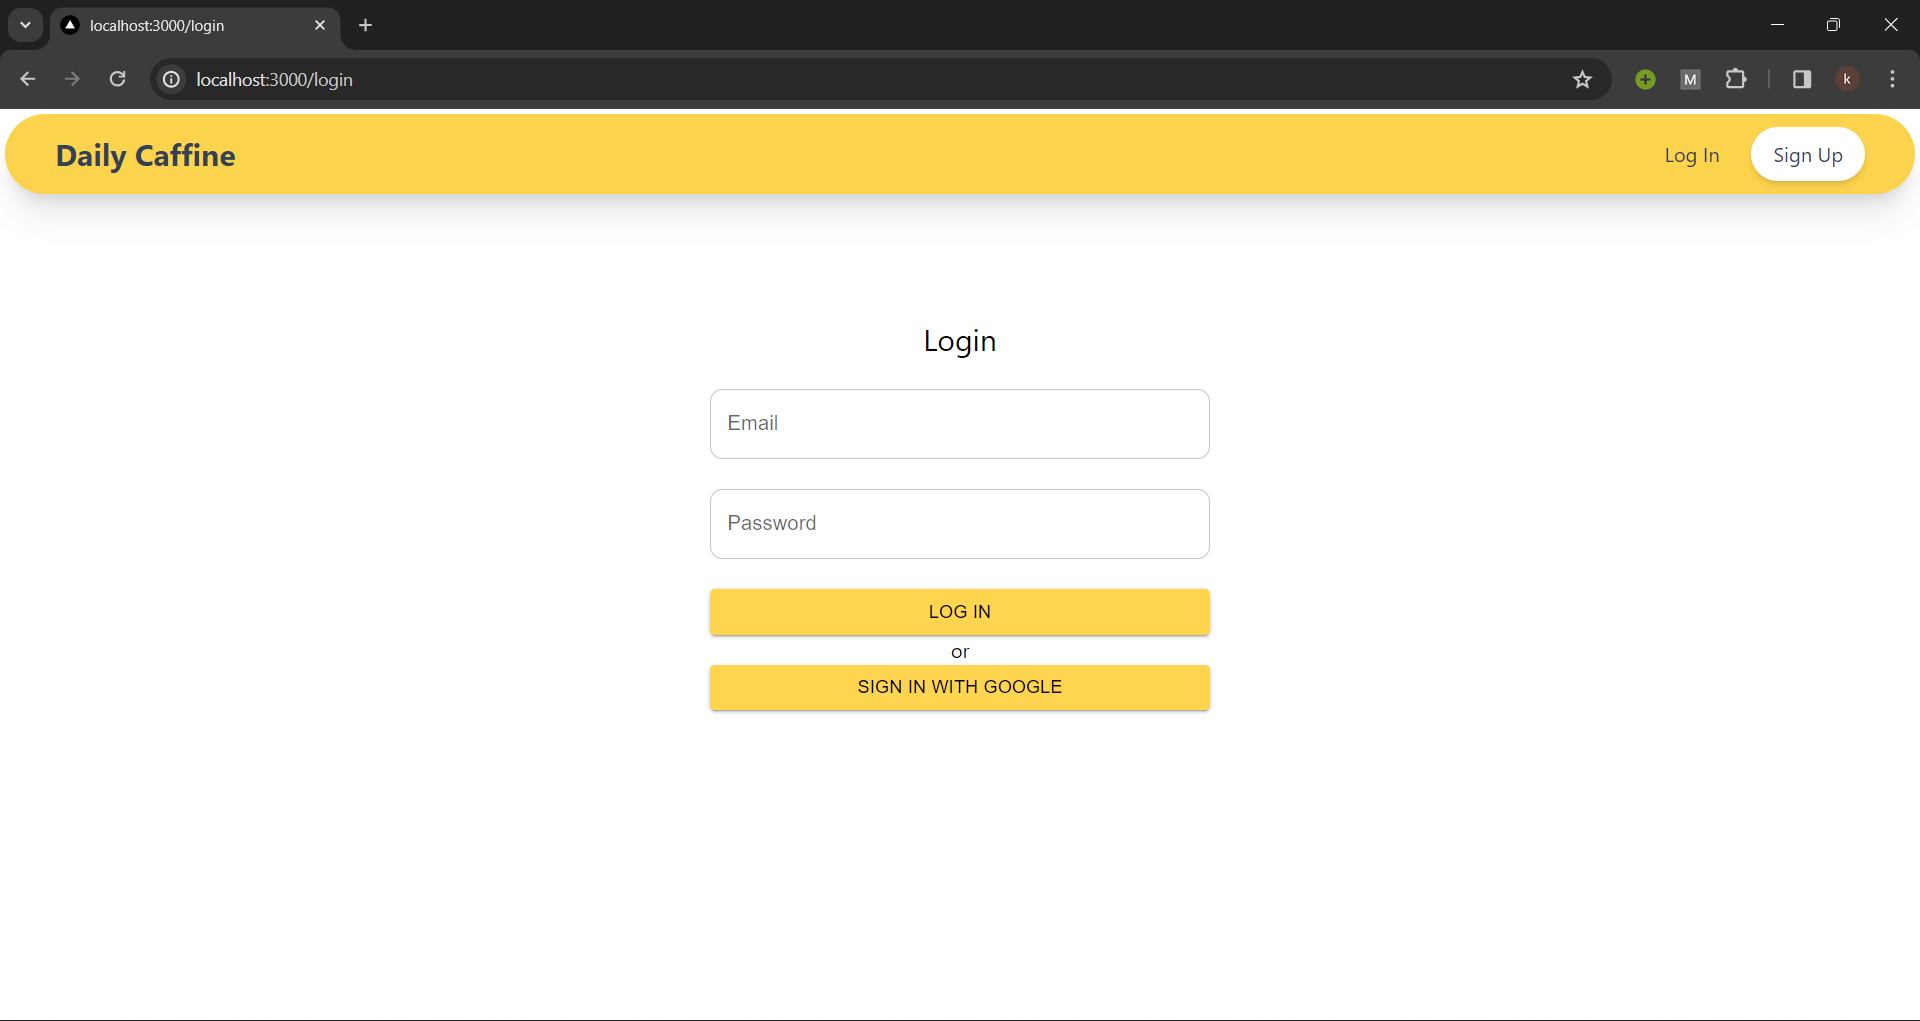 localhost:3000/login
localhost:3000/login
M
k
Daily Caffine
Log In
Sign Up
Login
Email
Password
LOG IN
or
SIGN IN WITH GOOGLE